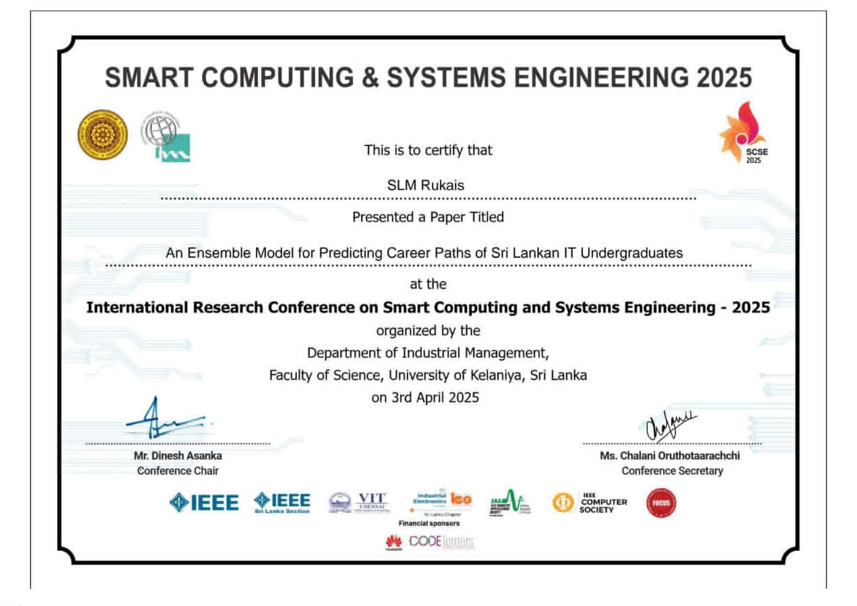 SMART COMPUTING & SYSTEMS ENGINEERING 2025
SCSE
2025
This is to certify that
SLM Rukais
Presented a Paper Titled
An Ensemble Model for Predicting Career Paths of Sri Lankan IT Undergraduates
at the
International Research Conference on Smart Computing and Systems Engineering - 2025
organized by the
Department of Industrial Management,
Faculty of Science, University of Kelaniya, Sri Lanka
on 3rd April 2025
Mr. Dinesh Asanka
Conference Chair
Ms. Chalani Oruthotaarachchi
Conference Secretary
IEEE
IEEE
Sri Lanka Section
VIT
CHENNAI
Industrial
Electronics
Sri Lanka Chapter
IEEE
COMPUTER
SOCIETY
FOCUS
Financial sponsors
HUAWEI
CODE